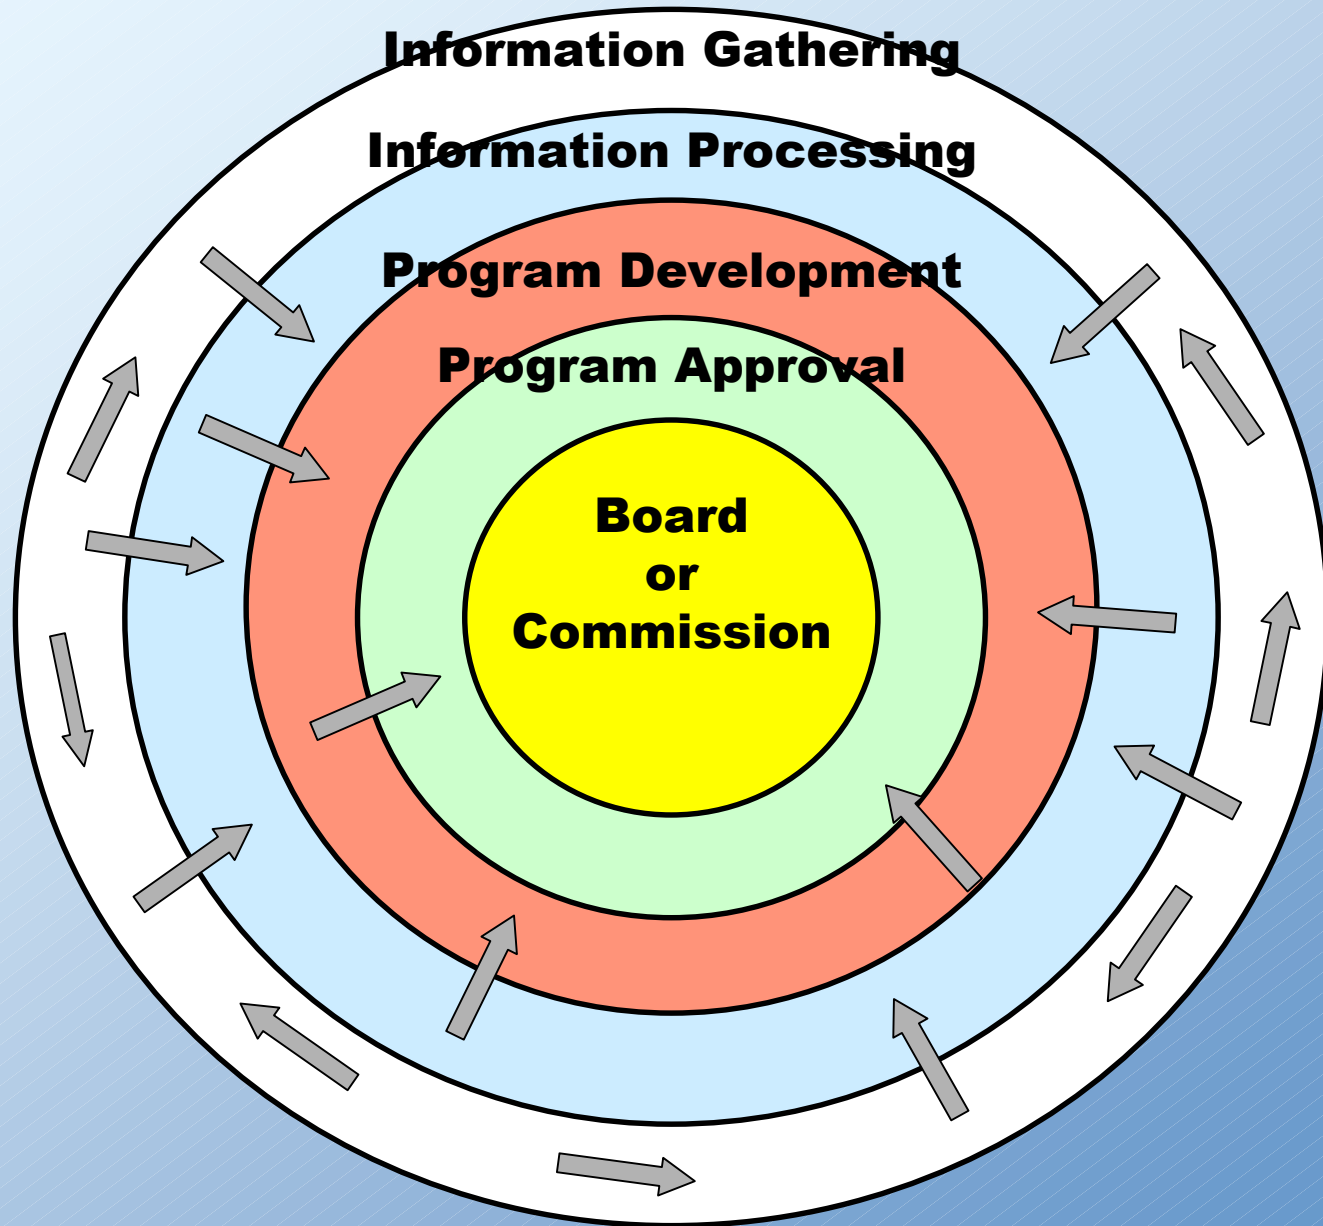 Information Gathering
Information Processing
Program Development
Program Approval
Board
or
Commission